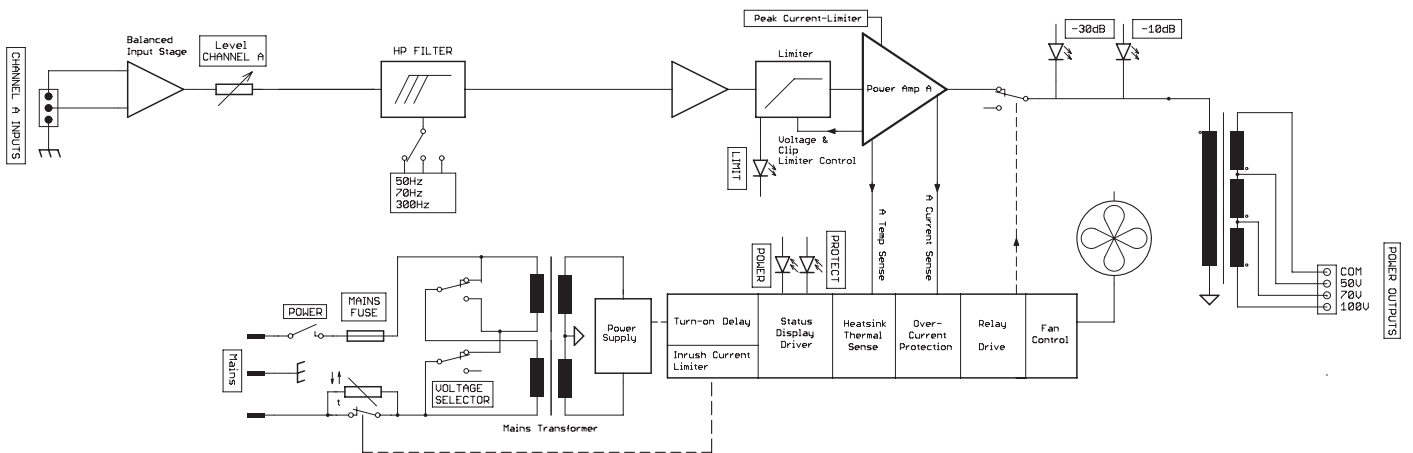 CHANNEL A INPUTS
Balanced
Input Stage
Level
CHANNEL A
HP FILTER
50Hz
70Hz
300Hz
Peak Current-Limiter
Limiter
Power Amp A
Voltage &
Clip
Limiter Control
LIMIT
-30dB
-10dB
A Temp Sense
A Current Sense
POWER
PROTECT
COM
50V
70V
100V
POWER OUTPUTS
Mains
POWER
MAINS
FUSE
t
VOLTAGE
SELECTOR
Mains Transformer
Power
Supply
Turn-on Delay
Inrush Current
Limiter
Status
Display
Driver
Heatsink
Thermal
Sense
Over-
Current
Protection
Relay
Drive
Fan
Control